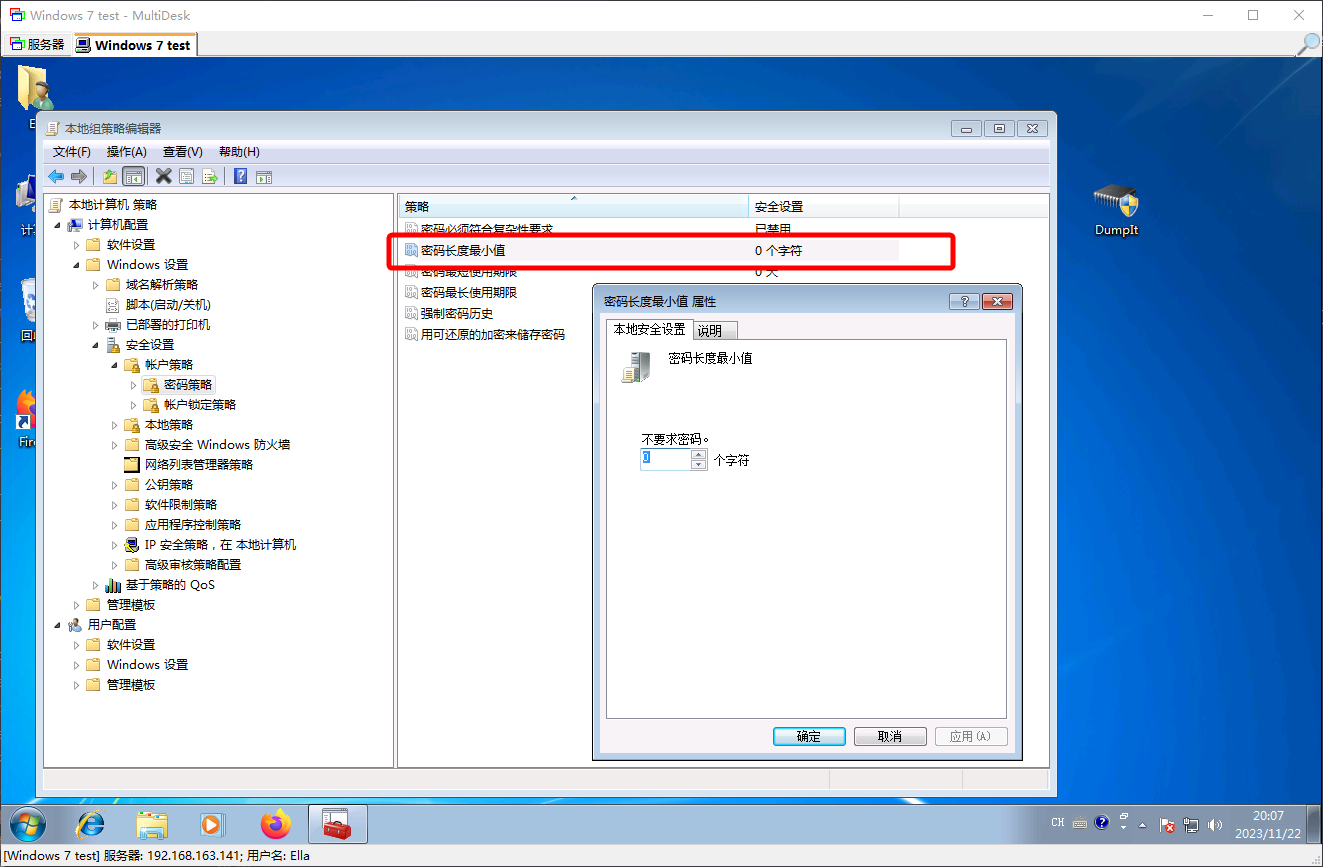 Windows 7 test - MultiDesk
服务器
Windows 7 test
本地组策略编辑器
文件(F) 操作(A) 查看(V) 帮助(H)
本地计算机 策略
计算机配置
软件设置
Windows 设置
域名解析策略
脚本(启动/关机)
已部署的打印机
安全设置
帐户策略
密码策略
帐户锁定策略
本地策略
高级安全 Windows 防火墙
网络列表管理器策略
公钥策略
软件限制策略
应用程序控制策略
IP 安全策略，在 本地计算机
高级审核策略配置
基于策略的 QoS
管理模板
用户配置
软件设置
Windows 设置
管理模板
策略 安全设置
密码必须符合复杂性要求 已禁用
密码长度最小值 0 个字符
密码最短使用期限 0 天
密码最长使用期限
强制密码历史
用可还原的加密来储存密码
密码长度最小值 属性
本地安全设置 说明
密码长度最小值
不要求密码。
0 个字符
确定 取消 应用(A)
E
计
回
Fire
DumpIt
CH
20:07
2023/11/22
[Windows 7 test] 服务器: 192.168.163.141; 用户名: Ella